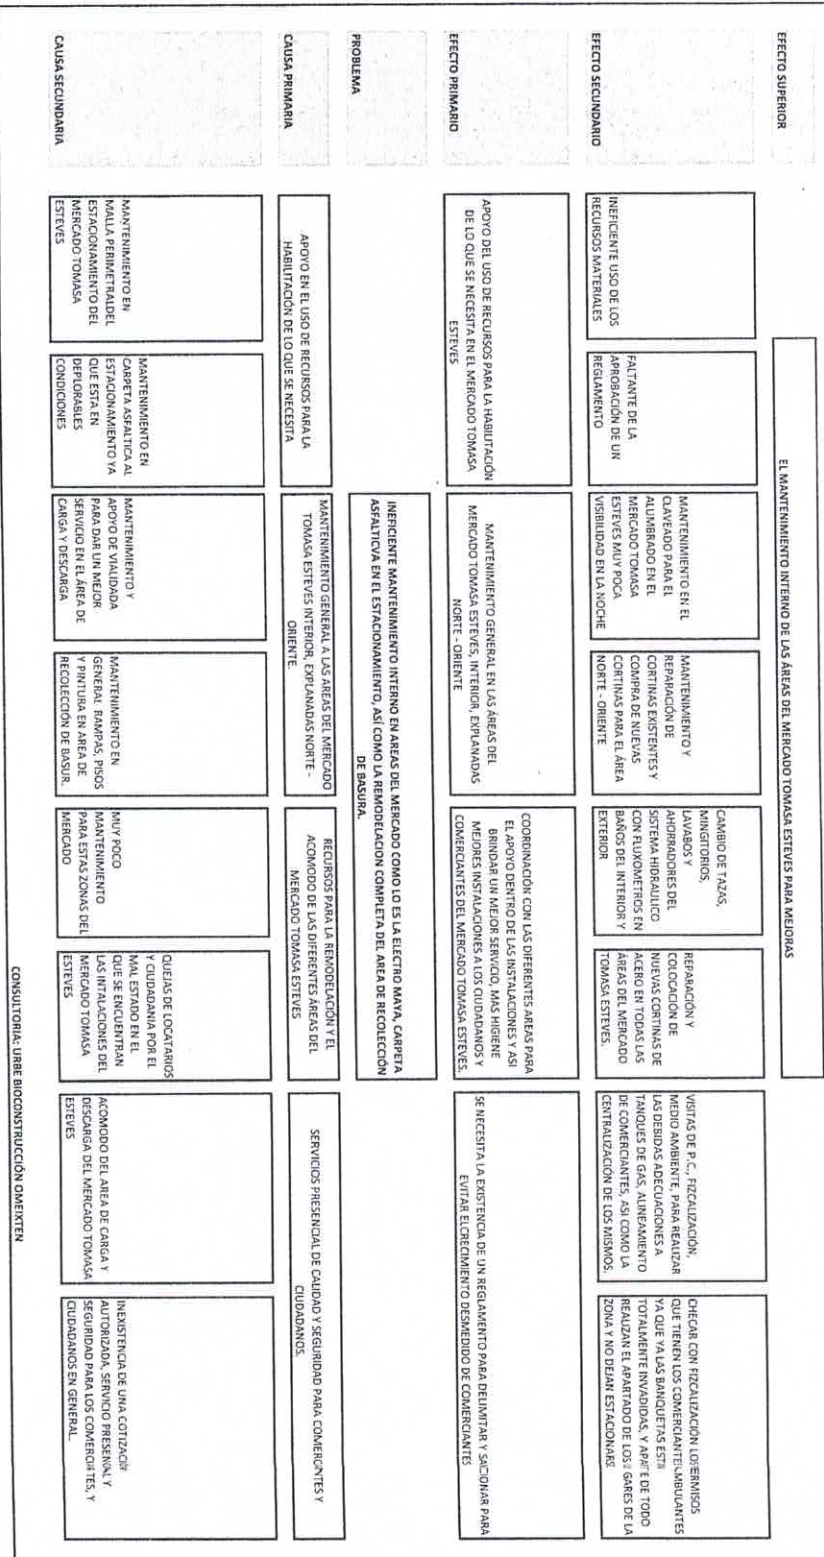 EFECTO SUPERIOR
EL MANTENIMIENTO INTERNO DE LAS ÁREAS DEL MERCADO TOMASA ESTEVES PARA MEJORAS
EFECTO SECUNDARIO
INEFICIENTE USO DE LOS
RECURSOS MATERIALES
FALTANTE DE LA
APROBACIÓN DE UN
REGLAMENTO
MANTENIMIENTO EN EL
CLAVEADO PARA EL
ALUMBRADO EN EL
MERCADO TOMASA
ESTEVES MUY POCA
VISIBILIDAD EN LA NOCHE
MANTENIMIENTO Y
REPARACIÓN DE
CORTINAS EXISTENTES Y
COMPRA DE NUEVAS
CORTINAS PARA EL ÁREA
NORTE - ORIENTE
CAMBIO DE TAZAS,
MINGITORIOS,
LAVABOS Y
AHORRADORES DEL
SISTEMA HIDRAULICO
CON FLUXOMETROS EN
BAÑOS DEL INTERIOR Y
EXTERIOR
REPARACIÓN Y
COLOCACIÓN DE
NUEVAS CORTINAS DE
ACERO EN TODAS LAS
ÁREAS DEL MERCADO
TOMASA ESTEVES.
VISITAS DE P.C., FIZCALIZACIÓN,
MEDIO AMBIENTE, PARA REALIZAR
LAS DEBIDAS ADECUACIONES A
TANQUES DE GAS, ALINEAMIENTO
DE COMERCIANTES, ASI COMO LA
CENTRALIZACIÓN DE LOS MISMOS.
CHECAR CON FIZCALIZACIÓN
QUE TIENEN LOS
YA QUE YA LAS BANQUETAS
TOTALMENTE INVADIDAS, Y DE TODO
REALIZAN EL APARTADO DE DE LA
ZONA Y NO DEJAN
EFECTO PRIMARIO
APOYO DEL USO DE RECURSOS PARA LA HABILITACIÓN
DE LO QUE SE NECESITA EN EL MERCADO TOMASA
ESTEVES
MANTENIMIENTO GENERAL EN LAS ÁREAS DEL
MERCADO TOMASA ESTEVES, INTERIOR, EXPLANADAS
NORTE - ORIENTE
COORDINACIÓN CON LAS DIFERENTES AREAS PARA
EL APOYO DENTRO DE LAS INSTALACIONES Y ASI
BRINDAR UN MEJOR SERVICIO, MAS HIGIENE
MEJORES INSTALACIONES A LOS CIUDADANOS Y
COMERCIANTES DEL MERCADO TOMASA ESTEVES.
SE NECESITA LA EXISTENCIA DE UN REGLAMENTO PARA DELIMITAR Y SACIONAR PARA
EVITAR EL CRECIMIENTO DESMEDIDO DE COMERCIANTES
PROBLEMA
INEFICIENTE MANTENIMIENTO INTERNO EN AREAS DEL MERCADO COMO LO ES LA ELECTRO MAYA, CARPETA
ASFALTICVA EN EL ESTACIONAMIENTO, ASÍ COMO LA REMODELACION COMPLETA DEL AREA DE RECOLECCIÓN
DE BASURA.
CAUSA PRIMARIA
APOYO EN EL USO DE RECURSOS PARA LA
HABILITACIÓN DE LO QUE SE NECESITA
MANTENIMIENTO GENERAL A LAS AREAS DEL MERCADO
TOMASA ESTEVES INTERIOR, EXPLANADAS NORTE -
ORIENTE.
RECURSOS PARA LA REMODELACIÓN Y EL
ACOMODO DE LAS DIFERENTES ÁREAS DEL
MERCADO TOMASA ESTEVES
SERVICIOS PRESENCIAL DE CALIDAD Y SEGURIDAD PARA Y
CIUDADANOS.
CAUSA SECUNDARIA
MANTENIMIENTO EN
MALLA PERIMETRALDEL
ESTACIONAMIENTO DEL
MERCADO TOMASA
ESTEVES
MANTENIMIENTO EN
CARPETA ASFALTICA AL
ESTACIONAMIENTO YA
QUE ESTA EN
DEPLORABLES
CONDICIONES
MANTENIMIENTO Y
APOYO DE VIALIDADA
PARA DAR UN MEJOR
SERVICIO EN EL ÁREA DE
CARGA Y DESCARGA
MANTENIMIENTO EN
GENERAL RAMPAS, PISOS
Y PINTURA EN AREA DE
RECOLECCIÓN DE BASUR.
MUY POCO
MANTENIMIENTO
PARA ESTAS ZONAS DEL
MERCADO
QUEJAS DE LOCATARIOS
Y CIUDADANIA POR EL
MAL ESTADO EN EL
QUE SE ENCUENTRAN
LAS INTALACIONES DEL
MERCADO TOMASA
ESTEVES
ACOMODO DEL AREA DE CARGA Y
DESCARGA DEL MERCADO TOMASA
ESTEVES
INEXISTENCIA DE UNA
AUTORIZADA, SERVICIO Y
SEGURIDAD PARA LOS Y
CIUDADANOS EN GENERAL.
CONSULTORIA: URBE BIOCONSTRUCCIÓN OMEIXTEN